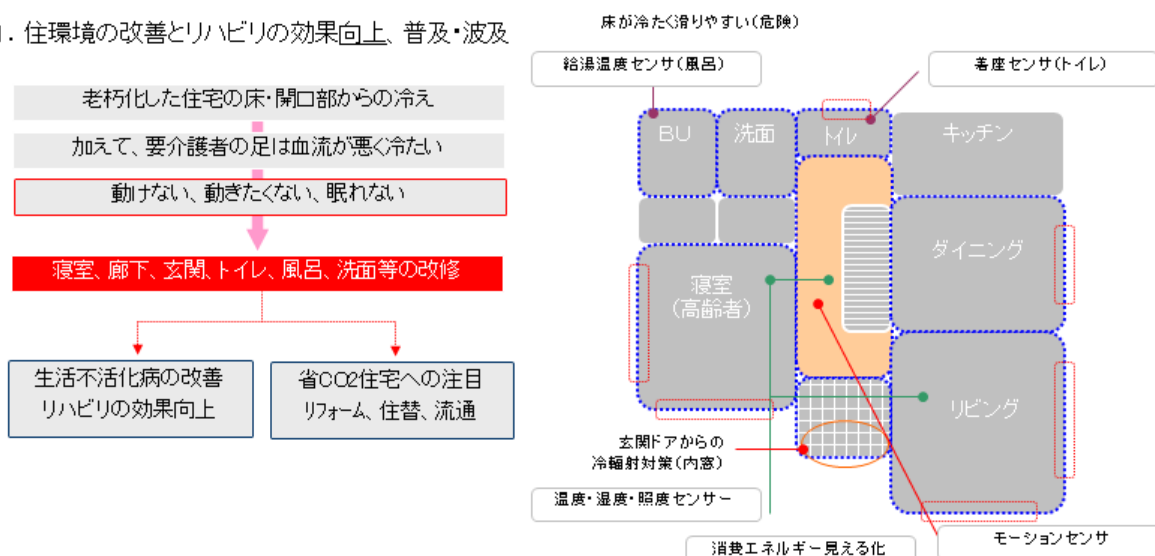 . 住環境の改善とリハビリの効果向上、普及・波及
老朽化した住宅の床・開口部からの冷え
加えて、要介護者の足は血流が悪く冷たい
動けない、動きたくない、眠れない
寝室、廊下、玄関、トイレ、風呂、洗面等の改修
生活不活化病の改善
リハビリの効果向上
省CO2住宅への注目
リフォーム、住替、流通
床が冷たく滑りやすい(危険)
給湯温度センサ(風呂)
着座センサ(トイレ)
BU
洗面
トイレ
キッチン
ダイニング
寝室
(高齢者)
リビング
玄関ドアからの
冷輻射対策(内窓)
温度・湿度・照度センサー
消費エネルギー見える化
モーションセンサ